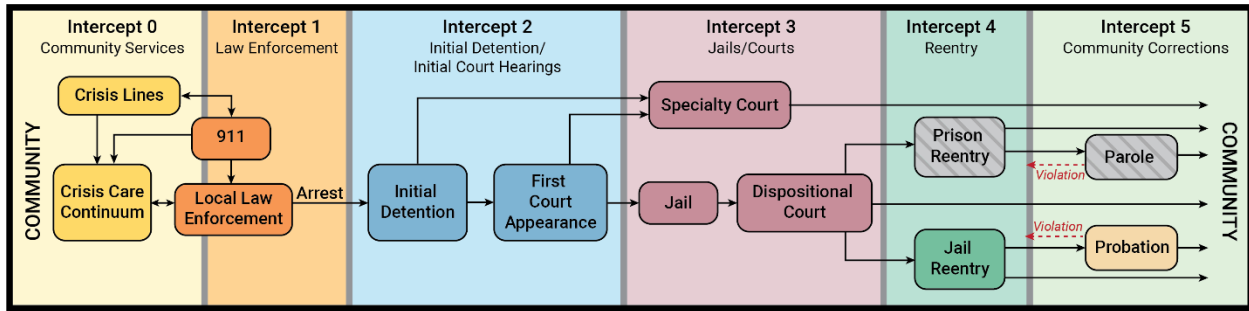 Intercept 0
Community Services
Intercept 1
Law Enforcement
Intercept 2
Initial Detention/
Initial Court Hearings
Intercept 3
Jails/Courts
Intercept 4
Reentry
Intercept 5
Community Corrections
COMMUNITY
Crisis Lines
911
Crisis Care
Continuum
Local Law
Enforcement
Arrest
Initial
Detention
First
Court
Appearance
Specialty Court
Jail
Dispositional
Court
Prison
Reentry
Violation
Parole
Jail
Reentry
Violation
Probation
COMMUNITY